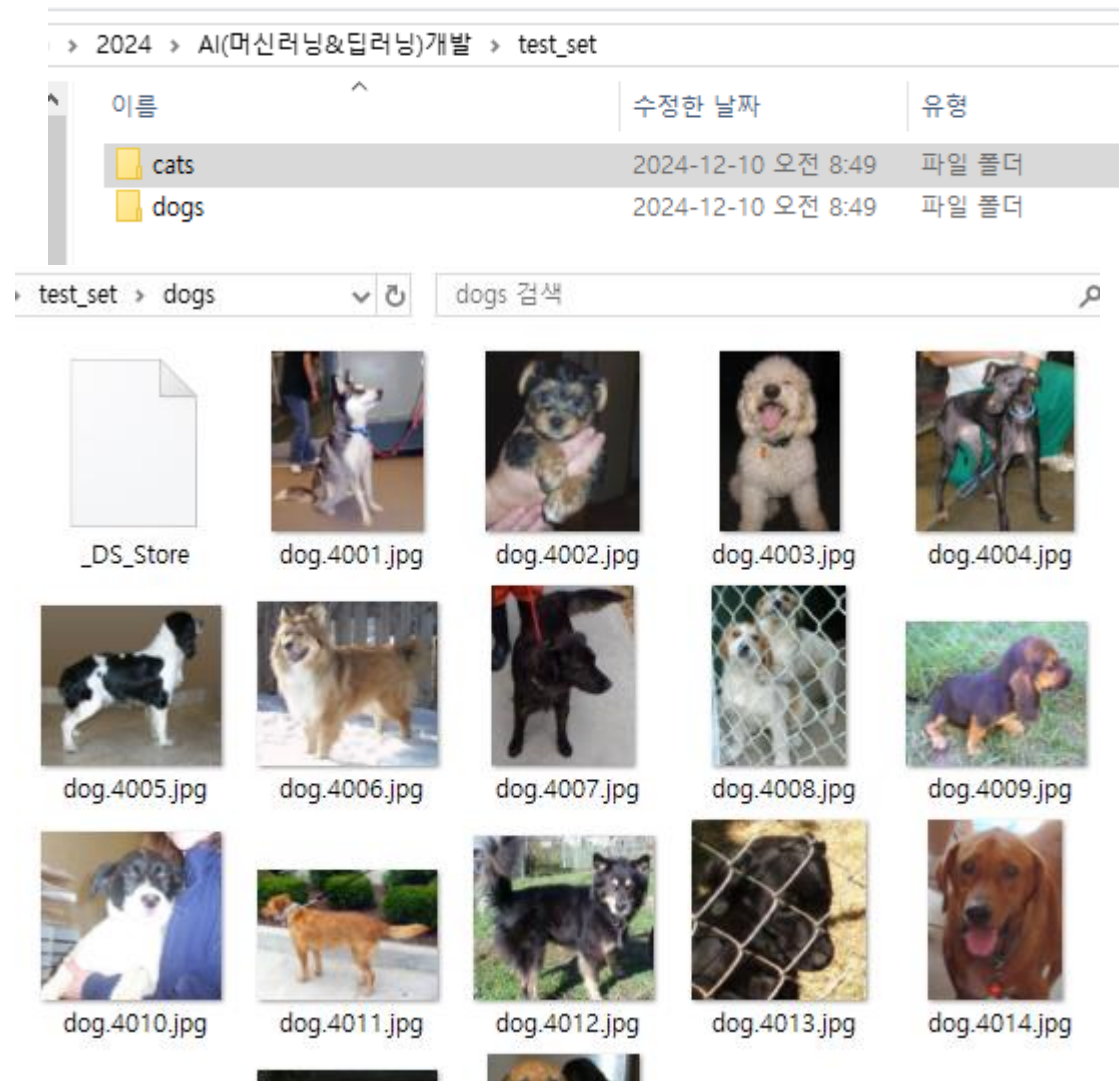 2024 > AI(머신러닝&딥러닝)개발 > test_set
이름 수정한 날짜 유형
cats 2024-12-10 오전 8:49 파일 폴더
dogs 2024-12-10 오전 8:49 파일 폴더
test_set > dogs dogs 검색
_DS_Store dog.4001.jpg dog.4002.jpg dog.4003.jpg dog.4004.jpg
dog.4005.jpg dog.4006.jpg dog.4007.jpg dog.4008.jpg dog.4009.jpg
dog.4010.jpg dog.4011.jpg dog.4012.jpg dog.4013.jpg dog.4014.jpg